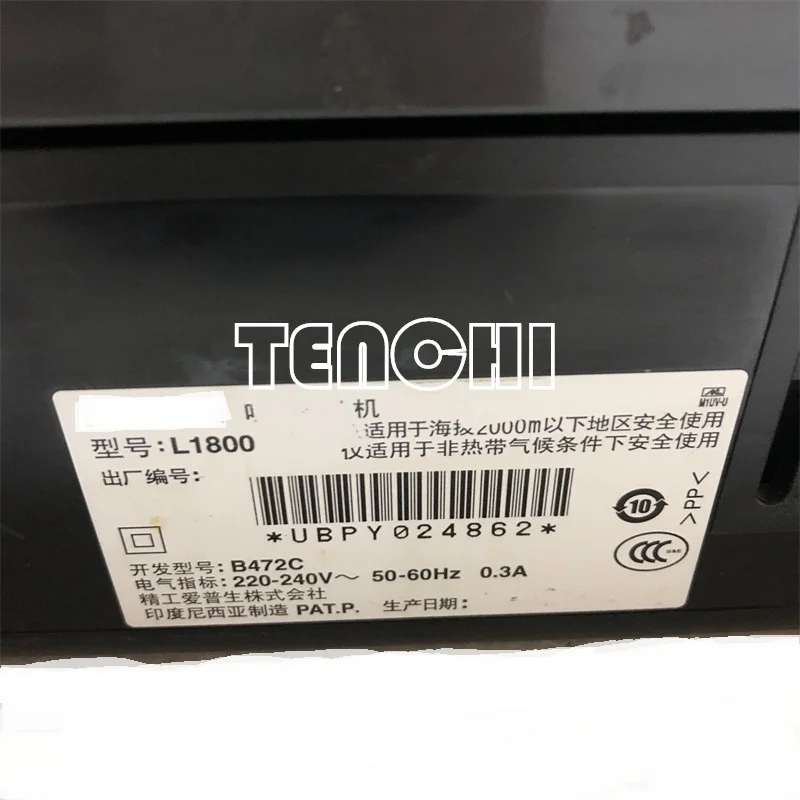 TENCHI
机
M1UV-U
型号:L1800
适用于海拔2000m以下地区安全使用
仅适用于非热带气候条件下安全使用
出厂编号:
*UBPY024862*
10
>PP<
CCC
S&E
开发型号: B472C
电气指标: 220-240V～ 50-60Hz 0.3A
精工爱普生株式会社
印度尼西亚制造 PAT.P. 生产日期: